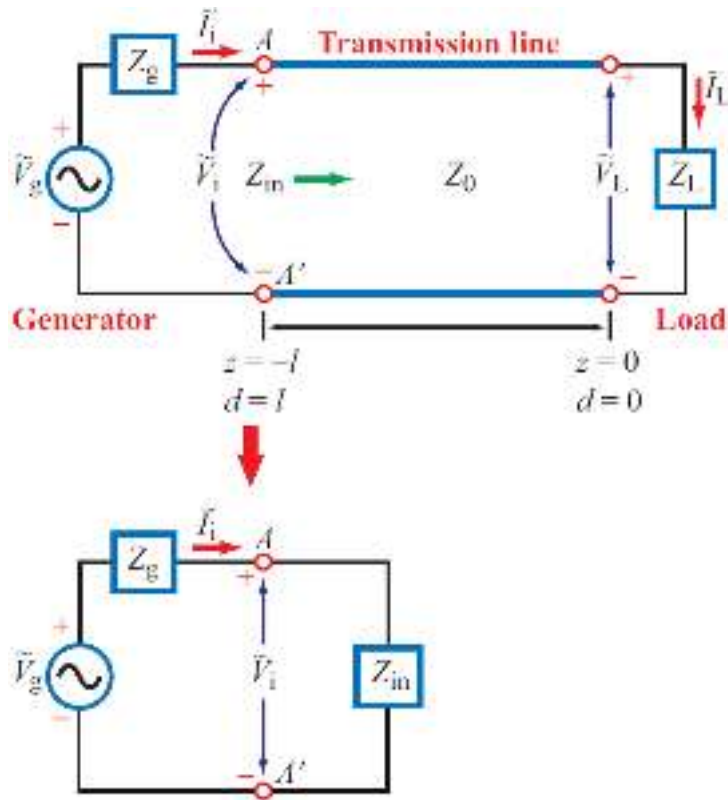 Ĩi A Transmission line
Zg + + ĨL
+ Ṽg − Ṽi Zin Z0 ṼL ZL
− A′ −
Generator Load
z = −l z = 0
d = l d = 0
Ĩi A
Zg +
+ Ṽg − Ṽi Zin
− A′